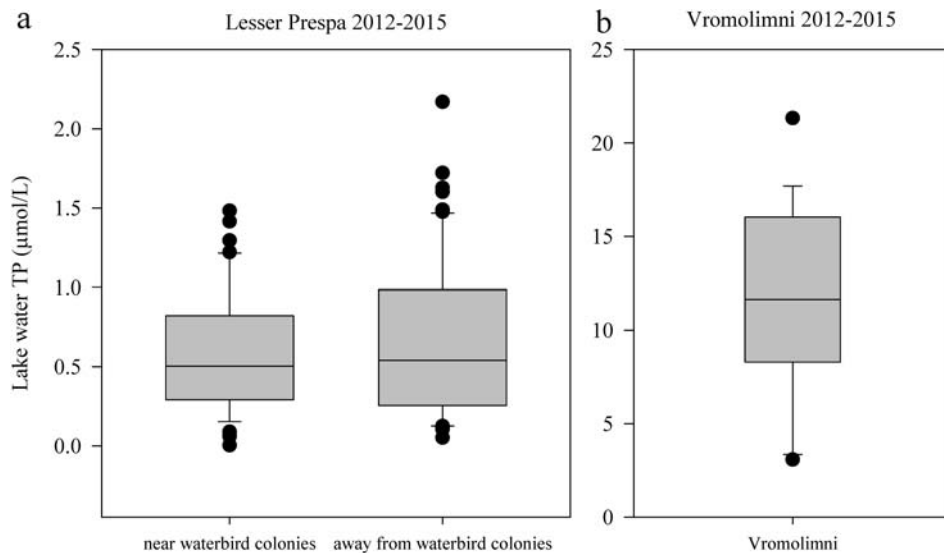 a
Lesser Prespa 2012-2015
b
Vromolimni 2012-2015
Lake water TP (µmol/L)
2.5
2.0
1.5
1.0
0.5
0.0
near waterbird colonies
away from waterbird colonies
25
20
15
10
5
0
Vromolimni